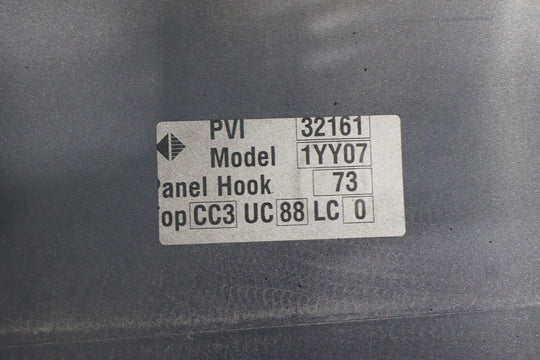 PVI 32161
Model 1YY07
Panel Hook 73
op CC3 UC 88 LC 0